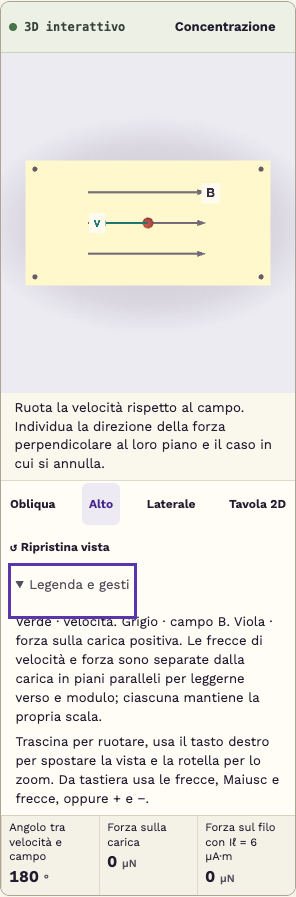 3D interattivo
Concentrazione
B
v
Ruota la velocità rispetto al campo.
Individua la direzione della forza
perpendicolare al loro piano e il caso in
cui si annulla.
Obliqua
Alto
Laterale
Tavola 2D
↺ Ripristina vista
▼ Legenda e gesti
Verde · velocità. Grigio · campo B. Viola ·
forza sulla carica positiva. Le frecce di
velocità e forza sono separate dalla
carica in piani paralleli per leggerne
verso e modulo; ciascuna mantiene la
propria scala.
Trascina per ruotare, usa il tasto destro
per spostare la vista e la rotella per lo
zoom. Da tastiera usa le frecce, Maiusc e
frecce, oppure + e −.
Angolo tra
velocità e
campo
180 °
Forza sulla
carica
0 μN
Forza sul filo
con Iℓ = 6
μA·m
0 μN